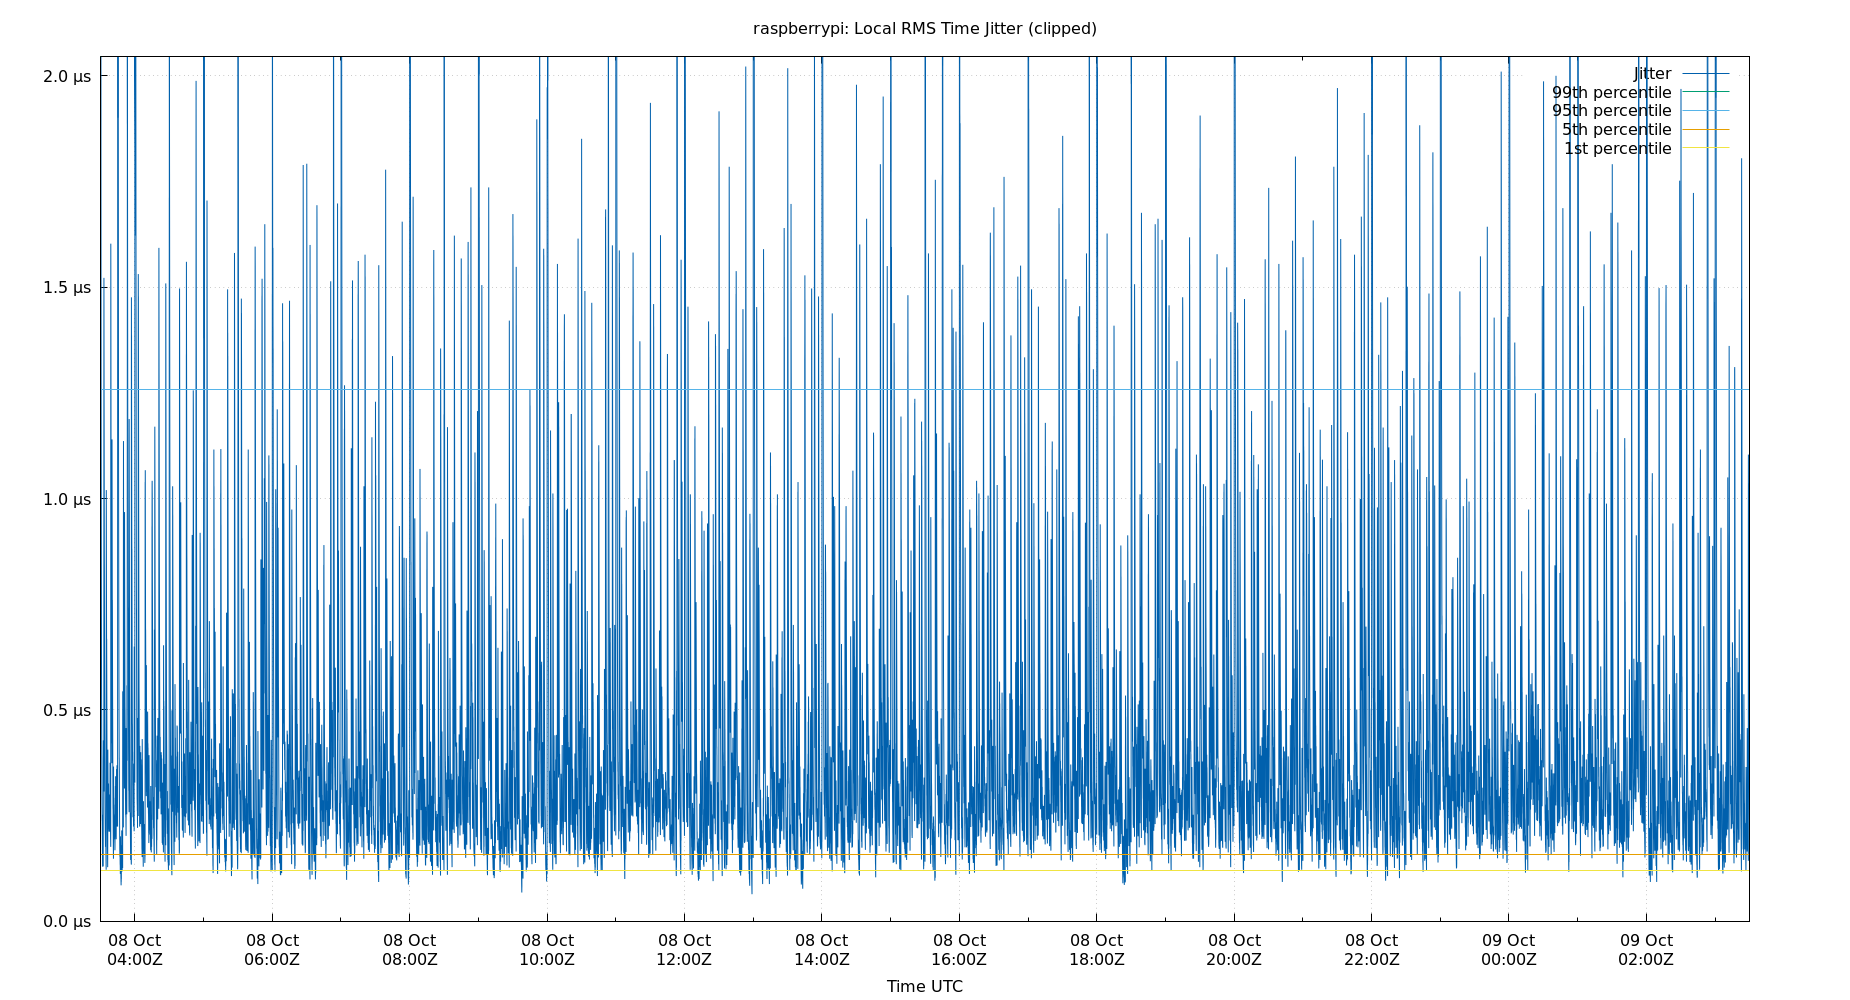 raspberrypi: Local RMS Time Jitter (clipped)
2.0 µs
1.5 µs
1.0 µs
0.5 µs
0.0 µs
Jitter
99th percentile
95th percentile
5th percentile
1st percentile
08 Oct 08 Oct 08 Oct 08 Oct 08 Oct 08 Oct 08 Oct 08 Oct 08 Oct 08 Oct 09 Oct 09 Oct
04:00Z 06:00Z 08:00Z 10:00Z 12:00Z 14:00Z 16:00Z 18:00Z 20:00Z 22:00Z 00:00Z 02:00Z
Time UTC